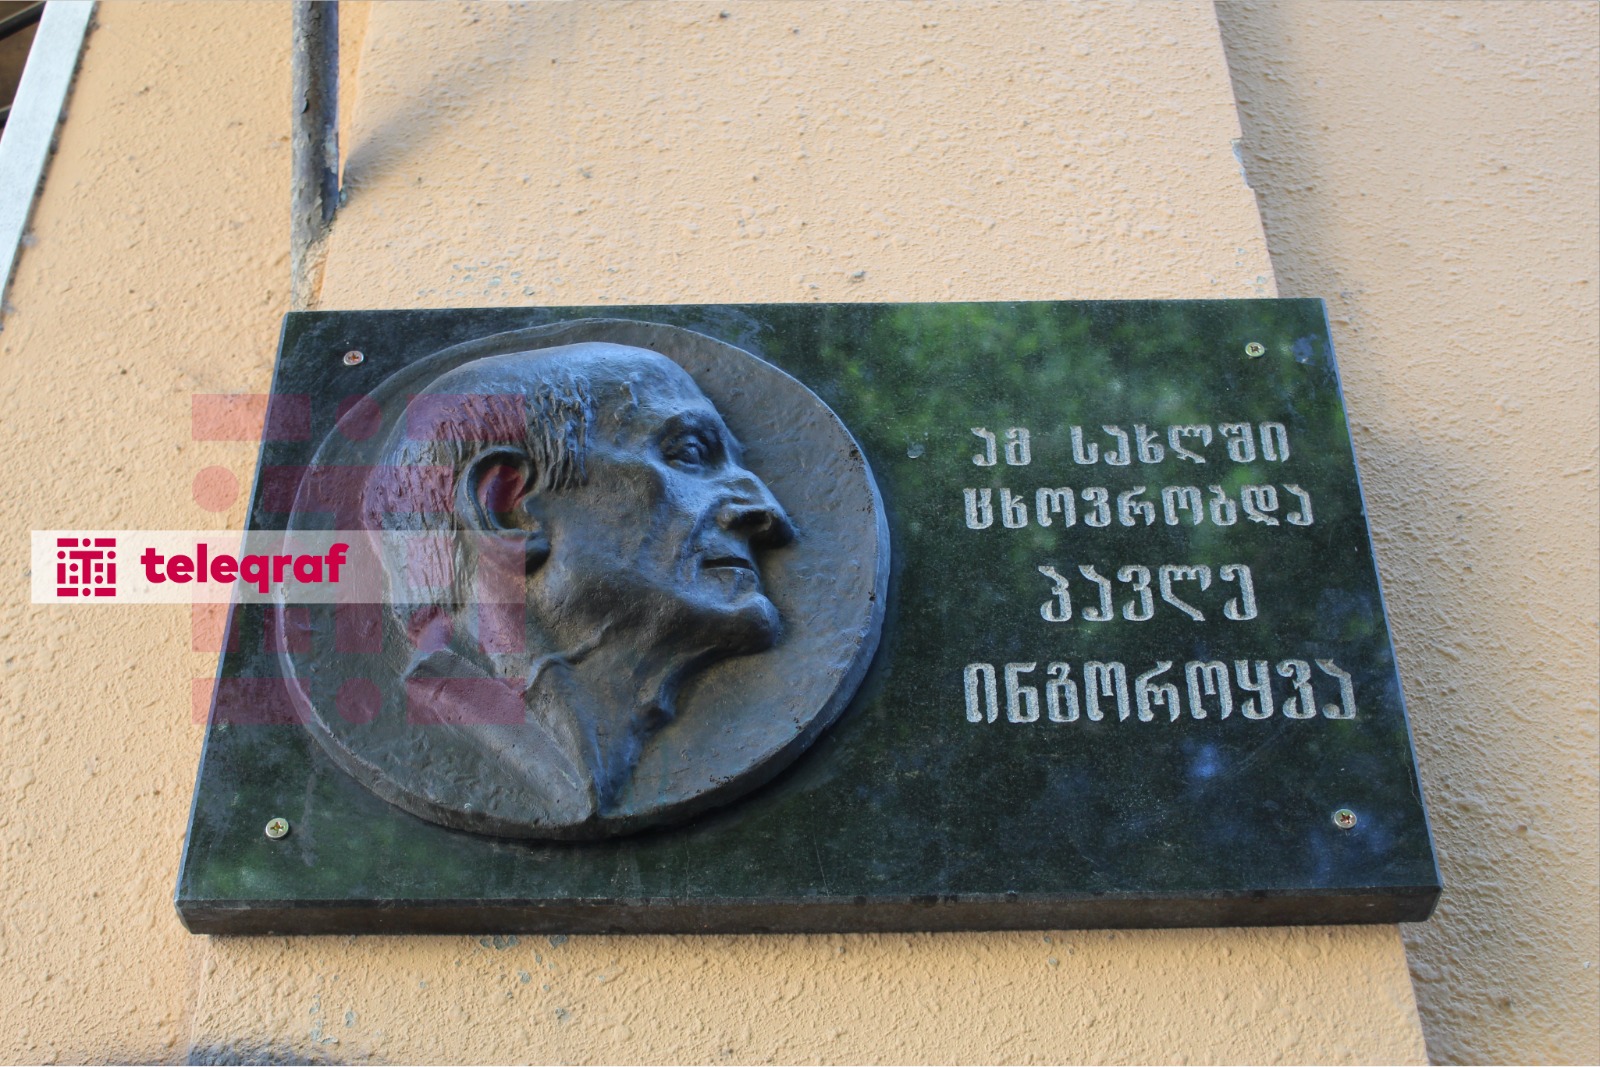 teleqraf
ამ სახლში
ცხოვრობდა
პავლე
ინგოროყვა